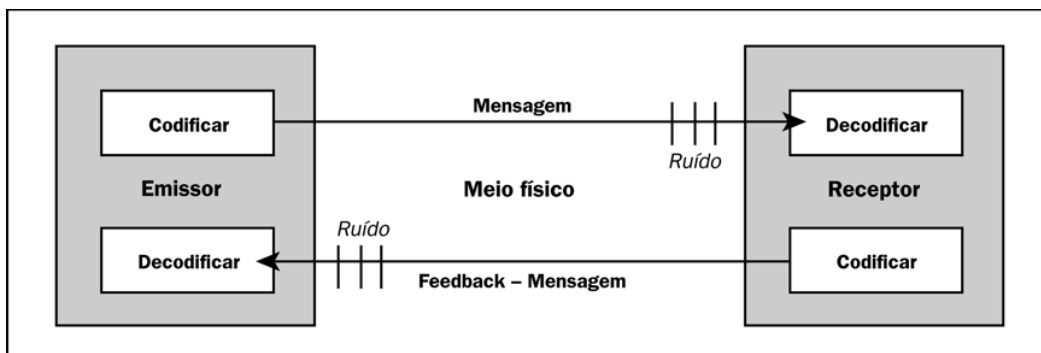 Mensagem
Codificar
Decodificar
Ruído
Emissor
Meio físico
Receptor
Ruído
Decodificar
Feedback – Mensagem
Codificar